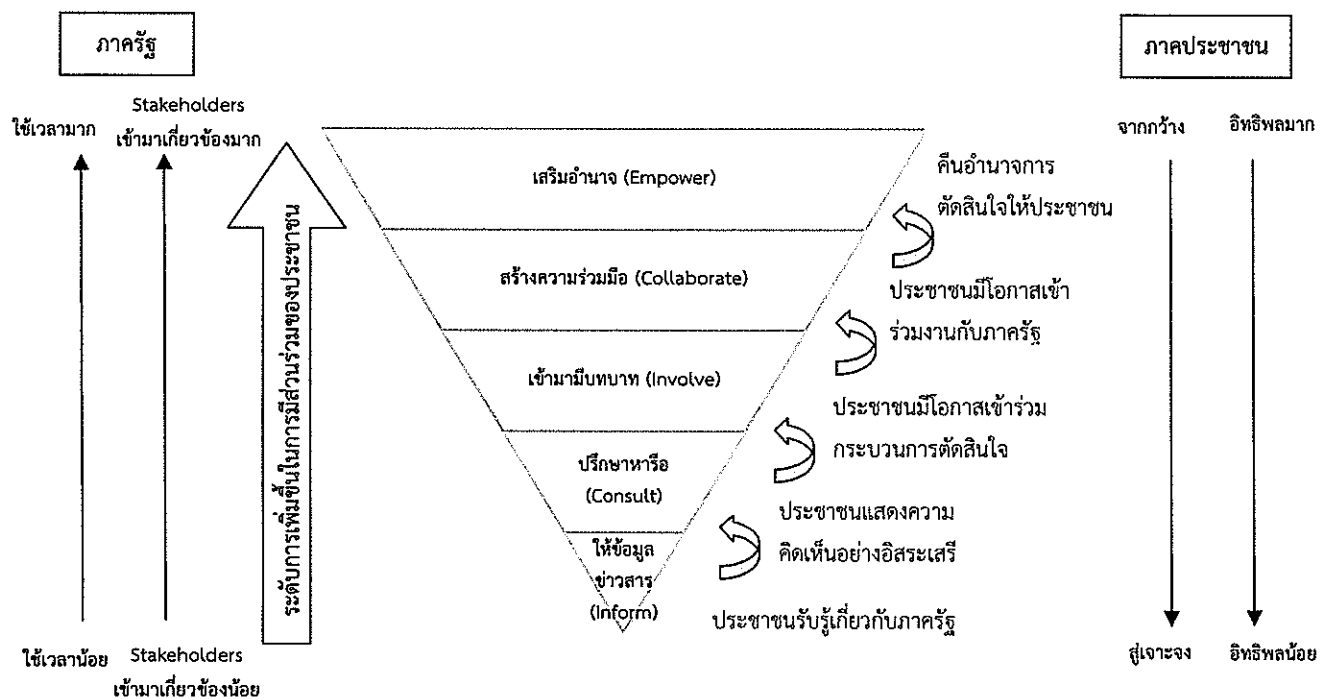 ภาครัฐ
ภาคประชาชน
ใช้เวลามาก
Stakeholders
เข้ามาเกี่ยวข้องมาก
จากกว้าง
อิทธิพลมาก
ระดับการเพิ่มขึ้นในการมีส่วนร่วมของประชาชน
เสริมอำนาจ (Empower)
คืนอำนาจการ
ตัดสินใจให้ประชาชน
สร้างความร่วมมือ (Collaborate)
ประชาชนมีโอกาสเข้า
ร่วมงานกับภาครัฐ
เข้ามามีบทบาท (Involve)
ประชาชนมีโอกาสเข้าร่วม
กระบวนการตัดสินใจ
ปรึกษาหารือ
(Consult)
ประชาชนแสดงความ
คิดเห็นอย่างอิสระเสรี
ให้ข้อมูล
ข่าวสาร
(Inform)
ประชาชนรับรู้เกี่ยวกับภาครัฐ
ใช้เวลาน้อย
Stakeholders
เข้ามาเกี่ยวข้องน้อย
สู่เจาะจง
อิทธิพลน้อย